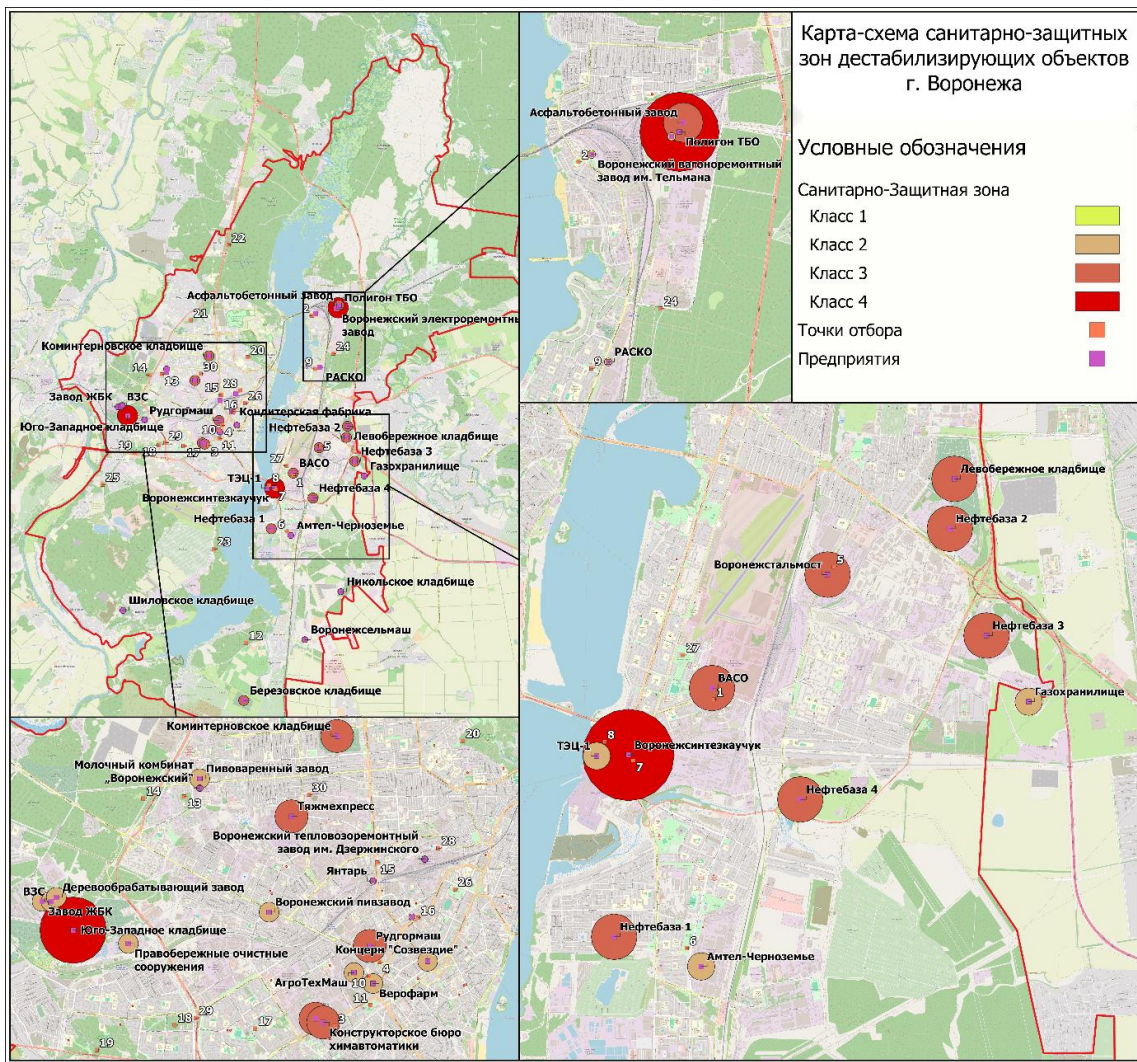 Карта-схема санитарно-защитных
зон дестабилизирующих объектов
г. Воронежа
Условные обозначения
Санитарно-Защитная зона
Класс 1
Класс 2
Класс 3
Класс 4
Точки отбора
Предприятия
22
Асфальтобетонный завод
Полигон ТБО
2
21
Воронежский электроремонтный
завод
Коминтерновское кладбище
20
24
14
30
9
13
15
28
РАСКО
Завод ЖБК
ВЗС
26
Рудгормаш
Кондитерская фабрика
Юго-Западное кладбище
10
4
Нефтебаза 2
Левобережное кладбище
19
18
29
17
3
11
5
Нефтебаза 3
27
ВАСО
Газохранилище
25
ТЭЦ-1
8
1
Воронежсинтезкаучук
7
Нефтебаза 4
Нефтебаза 1
6
Амтел-Черноземье
23
Никольское кладбище
Шиловское кладбище
12
Воронежсельмаш
Березовское кладбище
Асфальтобетонный завод
Полигон ТБО
2
Воронежский вагоноремонтный
завод им. Тельмана
24
9
РАСКО
Левобережное кладбище
Нефтебаза 2
Воронежстальмост
5
Нефтебаза 3
27
ВАСО
1
Газохранилище
8
ТЭЦ-1
Воронежсинтезкаучук
7
Нефтебаза 4
Нефтебаза 1
6
Амтел-Черноземье
Коминтерновское кладбище
20
Молочный комбинат
„Воронежский"
Пивоваренный завод
14
13
30
Тяжмехпресс
Воронежский тепловозоремонтный
завод им. Дзержинского
28
15
Янтарь
26
ВЗС
Деревообрабатывающий завод
Завод ЖБК
Воронежский пивзавод
16
Юго-Западное кладбище
Правобережные очистные
сооружения
Рудгормаш
Концерн "Созвездие"
4
АгроТехМаш
10
Верофарм
11
29
18
17
3
Конструкторское бюро
химавтоматики
19